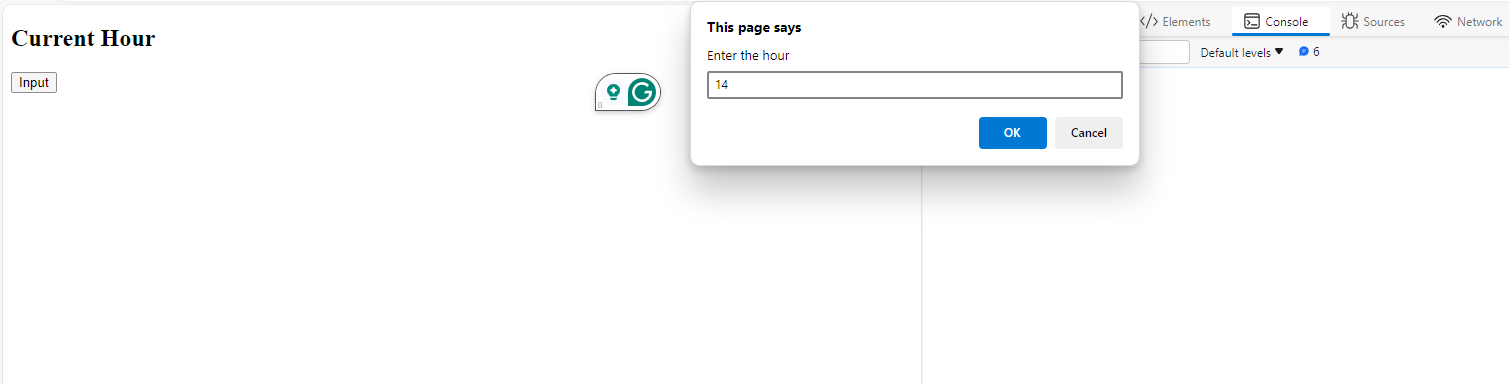 Current Hour
Input
This page says
Enter the hour
14
OK
Cancel
Elements
Console
Sources
Network
Default levels
6